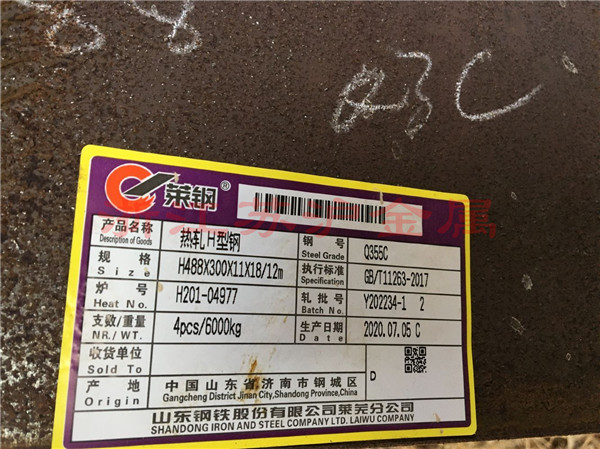 Q3C
莱钢®
产品名称 Description of Goods 热轧H型钢 钢号 Steel Grade Q355C
规格 Size H488X300X11X18/12m 执行标准 Specification GB/T11263-2017
炉号 Heat No. H201-04977 轧批号 Batch No. Y202234-1 2
支数/重量 NR./ WT. 4pcs/6000kg 生产日期 Date 2020.07.05 C
收货单位 Sold To D
产地 Origin 中国山东省济南市钢城区 Gangcheng District Jinan City,Shandong Province,China
山东钢铁股份有限公司莱芜分公司
SHANDONG IRON AND STEEL COMPANY LTD. LAIWU COMPANY